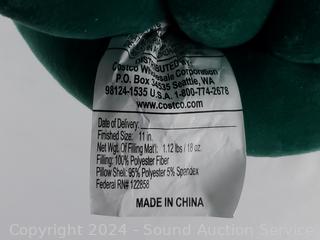 DISTRIBUTED BY:
Costco Wholesale Corporation
P.O. Box 34535 Seattle, WA
98124-1535 U.S.A. 1-800-774-2678
www.costco.com
Date of Delivery:
Finished Size: 11 in.
Net Wgt. Of Filling Mat'l: 1.12 lbs / 18 oz.
Filling: 100% Polyester Fiber
Pillow Shell: 95% Polyester 5% Spandex
Federal RN# 122858
MADE IN CHINA
Copyright © 2024 - Sound Auction Service